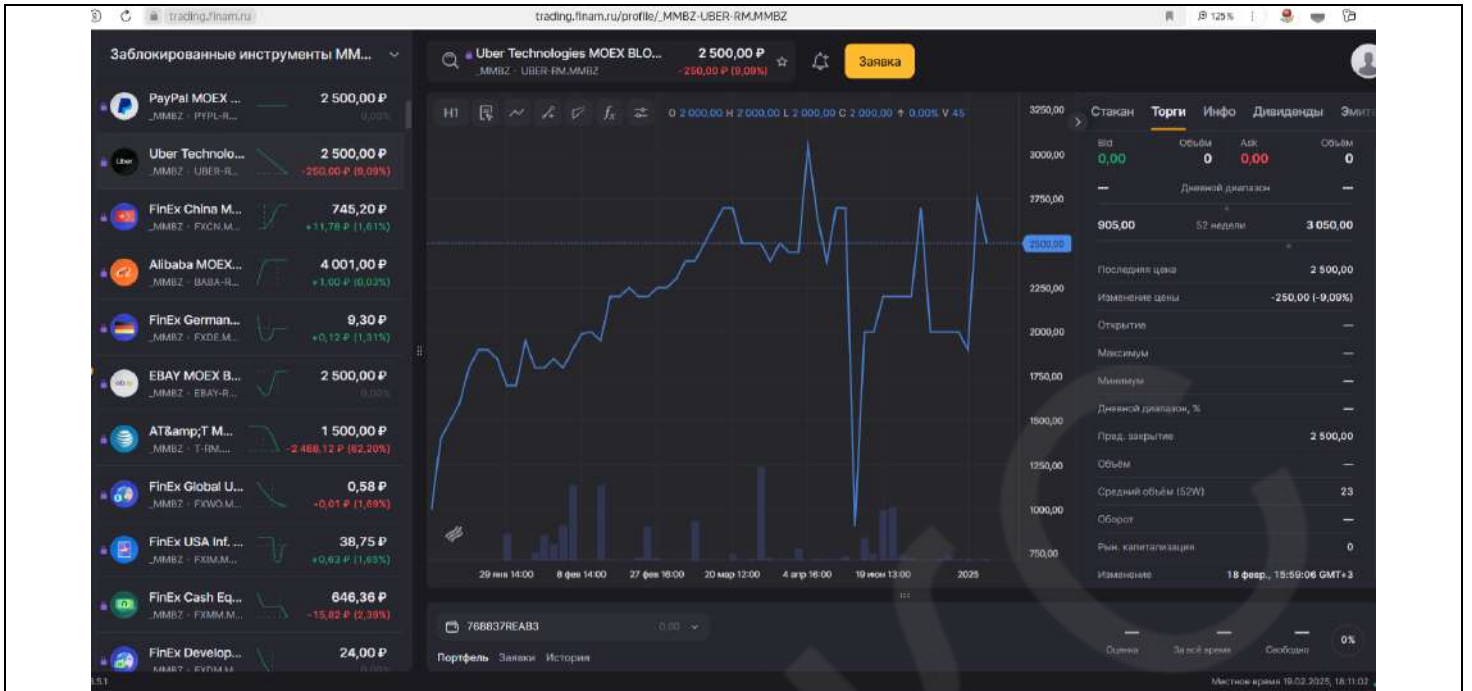 trading.finam.ru
trading.finam.ru/profile/_MMBZ-UBER-RM.MMBZ
125 %
Заблокированные инструменты ММ...
PayPal MOEX ...
2 500,00 ₽
_MMBZ · PYPL-R...
0,00%
Uber Technolo...
2 500,00 ₽
_MMBZ · UBER-R...
-250,00 ₽ (9,09%)
FinEx China M...
745,20 ₽
_MMBZ · FXCN.M...
+11,78 ₽ (1,61%)
Alibaba MOEX...
4 001,00 ₽
_MMBZ · BABA-R...
+1,00 ₽ (0,03%)
FinEx German...
9,30 ₽
_MMBZ · FXDE.M...
+0,12 ₽ (1,31%)
EBAY MOEX B...
2 500,00 ₽
_MMBZ · EBAY-R...
0,00%
AT&amp;T M...
1 500,00 ₽
_MMBZ · T-RM....
-2 468,12 ₽ (62,20%)
FinEx Global U...
0,58 ₽
_MMBZ · FXWO.M...
-0,01 ₽ (1,69%)
FinEx USA Inf. ...
38,75 ₽
_MMBZ · FXIM.M...
+0,63 ₽ (1,65%)
FinEx Cash Eq...
646,36 ₽
_MMBZ · FXMM.M...
-15,82 ₽ (2,39%)
FinEx Develop...
24,00 ₽
_MMBZ · FXDM.M
0,00%
Uber Technologies MOEX BLO...
2 500,00 ₽
_MMBZ · UBER-RM.MMBZ
-250,00 ₽ (9,09%)
Заявка
H1
O 2 000,00 H 2 000,00 L 2 000,00 C 2 000,00 ↑ 0,00% V 45
3250,00
3000,00
2750,00
2500,00
2250,00
2000,00
1750,00
1500,00
1250,00
1000,00
750,00
29 янв 14:00 8 фев 14:00 27 фев 16:00 20 мар 12:00 4 апр 16:00 19 июн 13:00 2025
Стакан Торги Инфо Дивиденды Эмит
Bid Объём Ask Объём
0,00 0 0,00 0
— Дневной диапазон —
905,00 52 недели 3 050,00
Последняя цена 2 500,00
Изменение цены -250,00 (-9,09%)
Открытие —
Максимум —
Минимум —
Дневной диапазон, % —
Пред. закрытие 2 500,00
Объём —
Средний объём (52W) 23
Оборот —
Рын. капитализация 0
Изменение 18 февр., 15:59:06 GMT+3
768837REAB3 0,00
Портфель Заявки История
Оценка За всё время Свободно 0%
Местное время 19.02.2025, 18:11:02